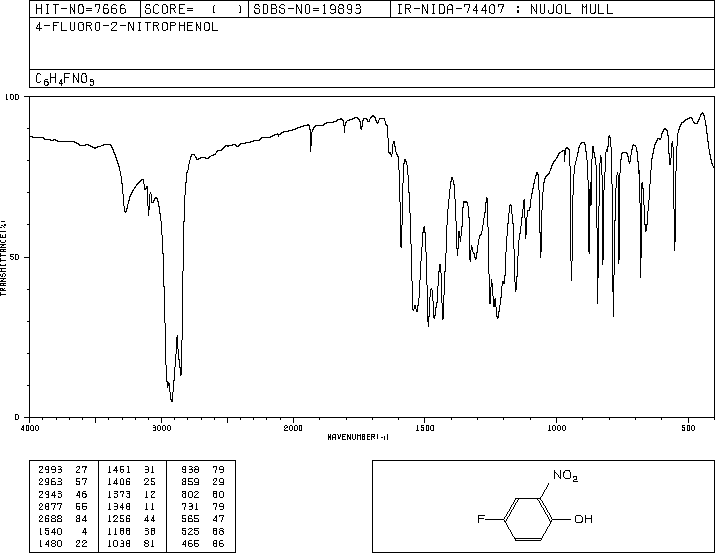 HIT-NO=7666 SCORE= ( ) SDBS-NO=19893 IR-NIDA-74407 : NUJOL MULL
4-FLUORO-2-NITROPHENOL
C6H4FNO3
100
50
0
TRANSMITTANCE(%)
4000 3000 2000 1500 1000 500
WAVENUMBER(-1)
2993 27 1461 31 938 79
2963 57 1406 25 859 29
2943 46 1373 12 802 80
2877 66 1348 11 731 79
2688 84 1256 44 565 47
1540 4 1188 38 525 88
1480 22 1038 81 466 86
NO2
F
OH